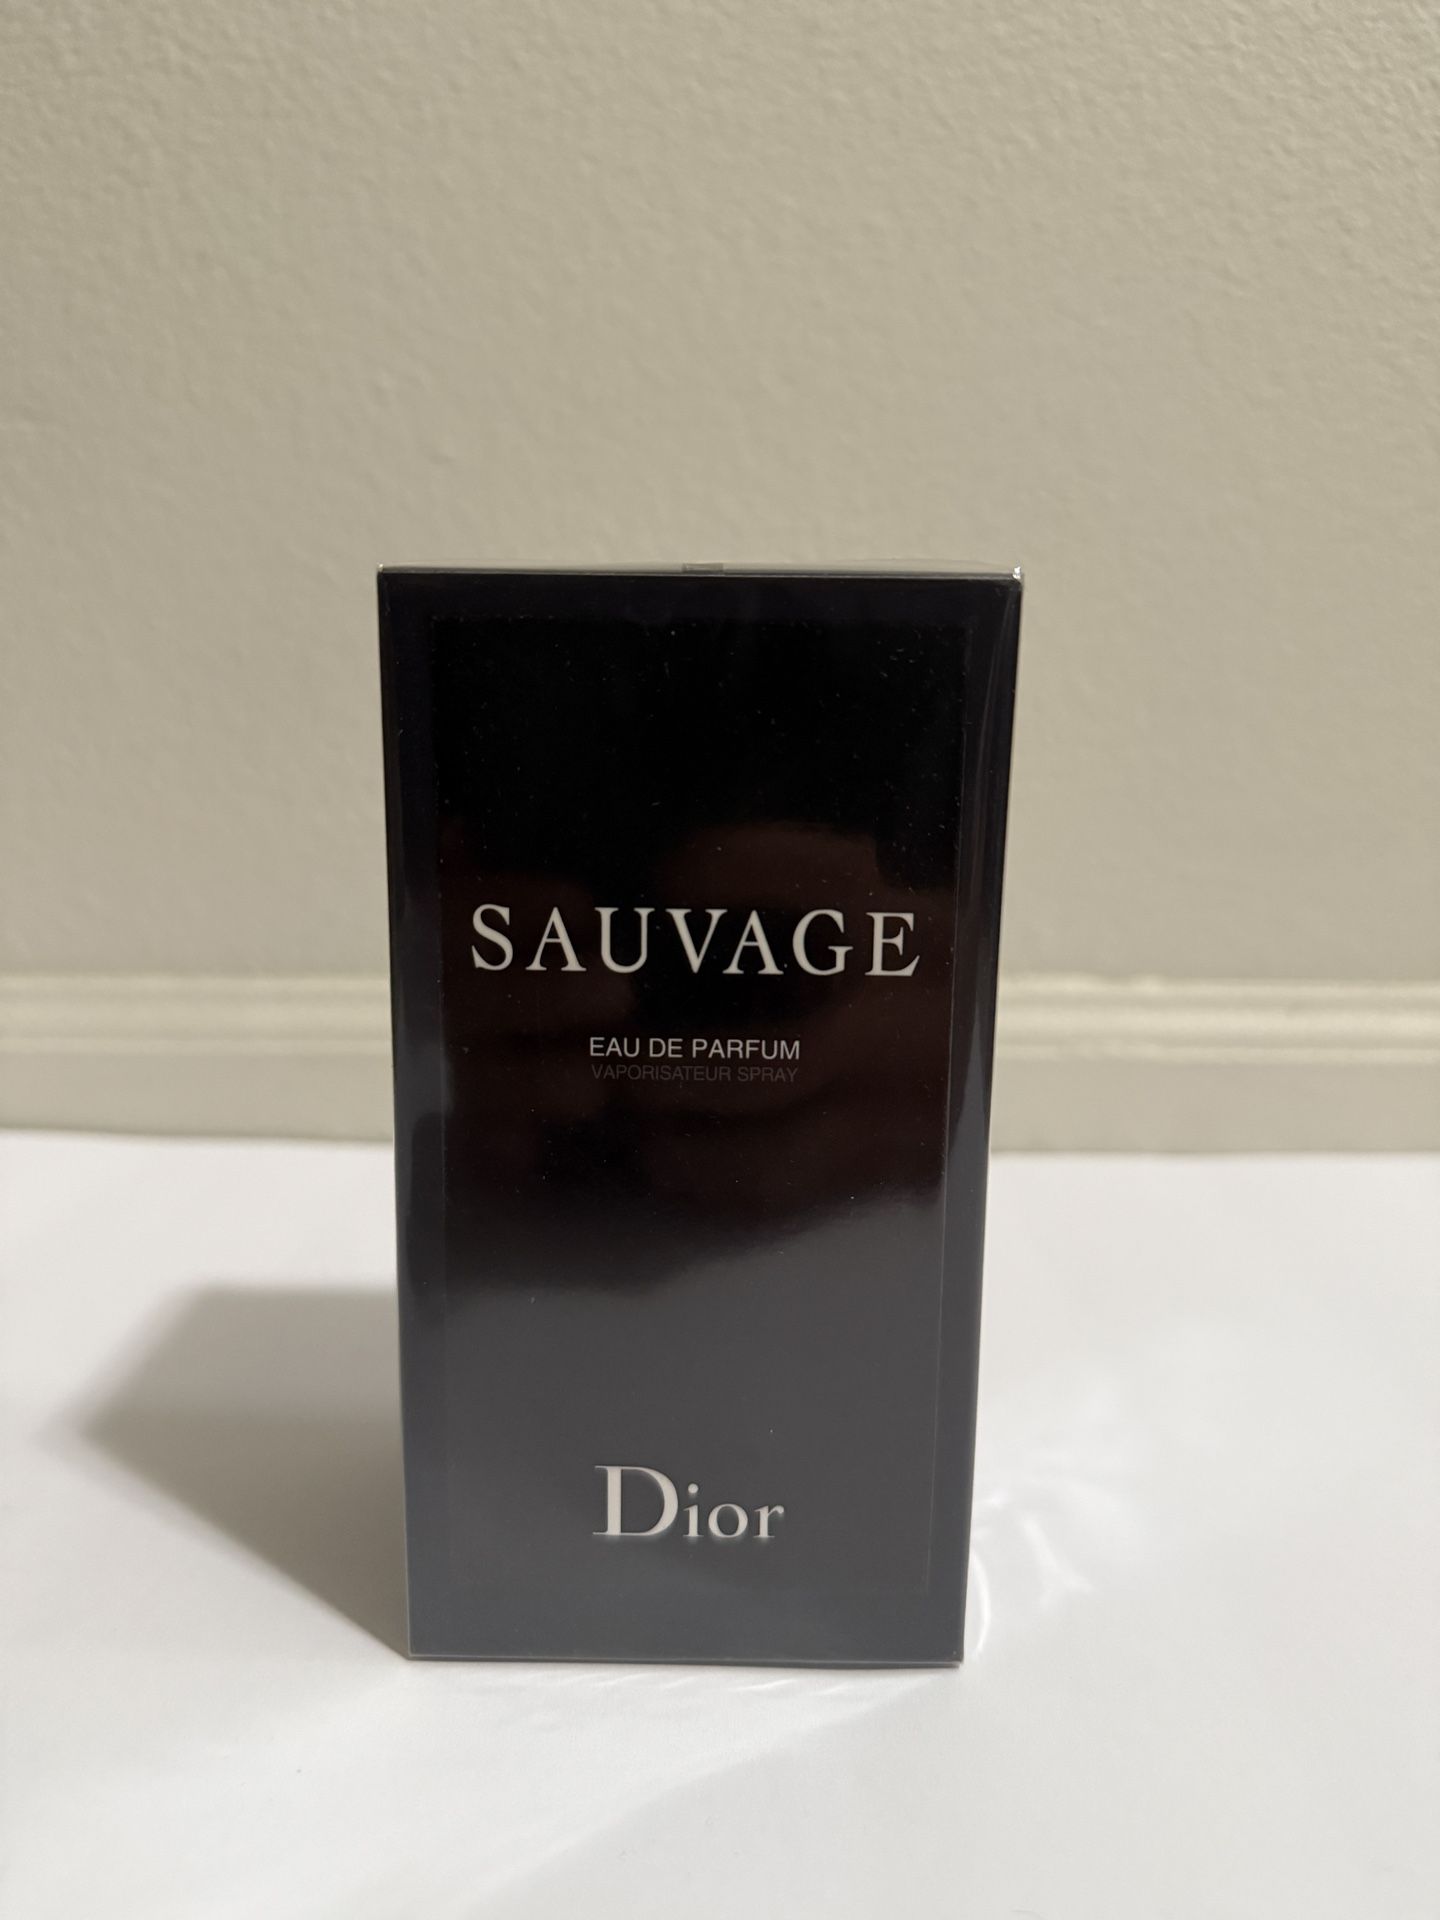 SAUVAGE
EAU DE PARFUM
VAPORISATEUR SPRAY
Dior